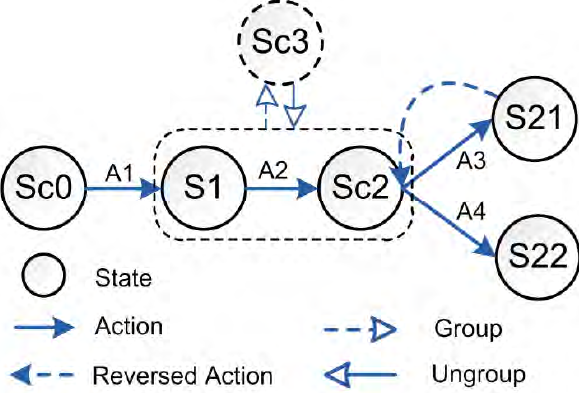 Sc3
S21
A3
Sc0
A1
S1
A2
Sc2
A4
S22
State
Action
Group
Reversed Action
Ungroup